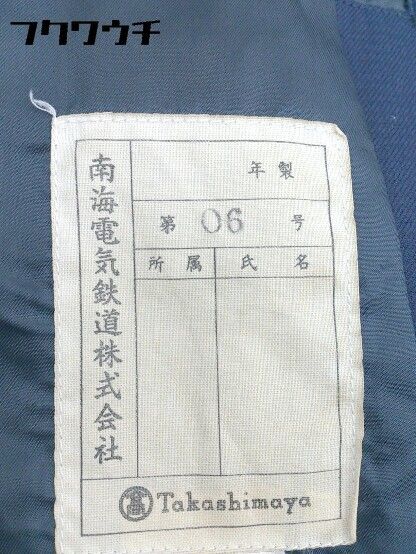 フクワウチ
南海電気鉄道株式会社
年製
第 06 号
所属 氏名
髙 Takashimaya